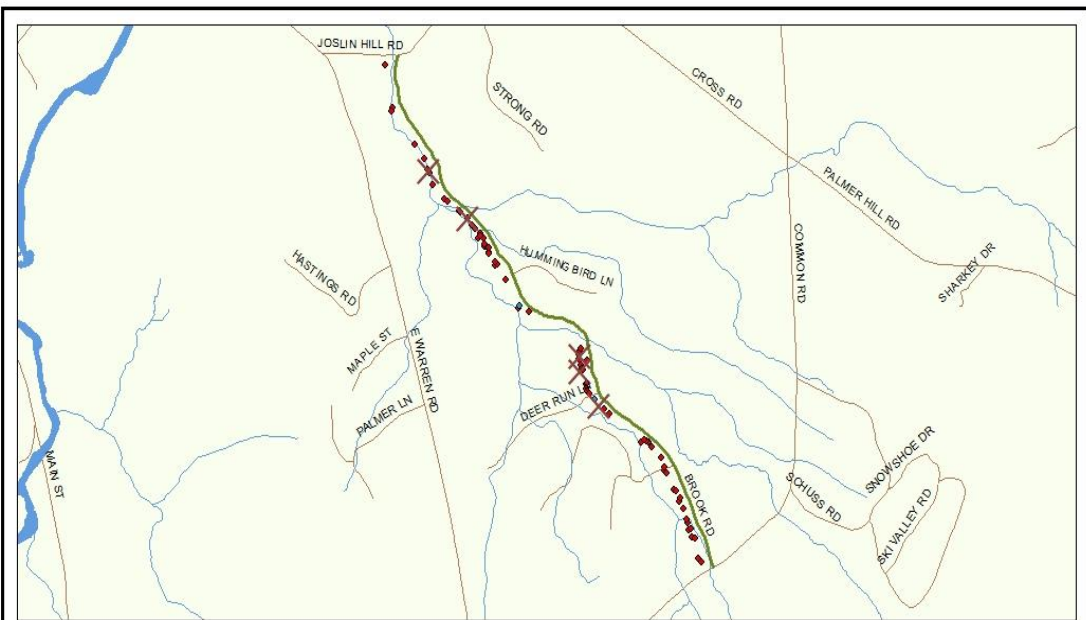 JOSLIN HILL RD
CROSS RD
STRONG RD
PALMER HILL RD
COMMON RD
SHARKEY DR
HUMMING BIRD LN
HASTINGS RD
MAPLE ST
E WARREN RD
PALMER LN
DEER RUN L
MAIN ST
BROOK RD
SCHUSS RD
SNOWSHOE DR
SKI VALLEY RD